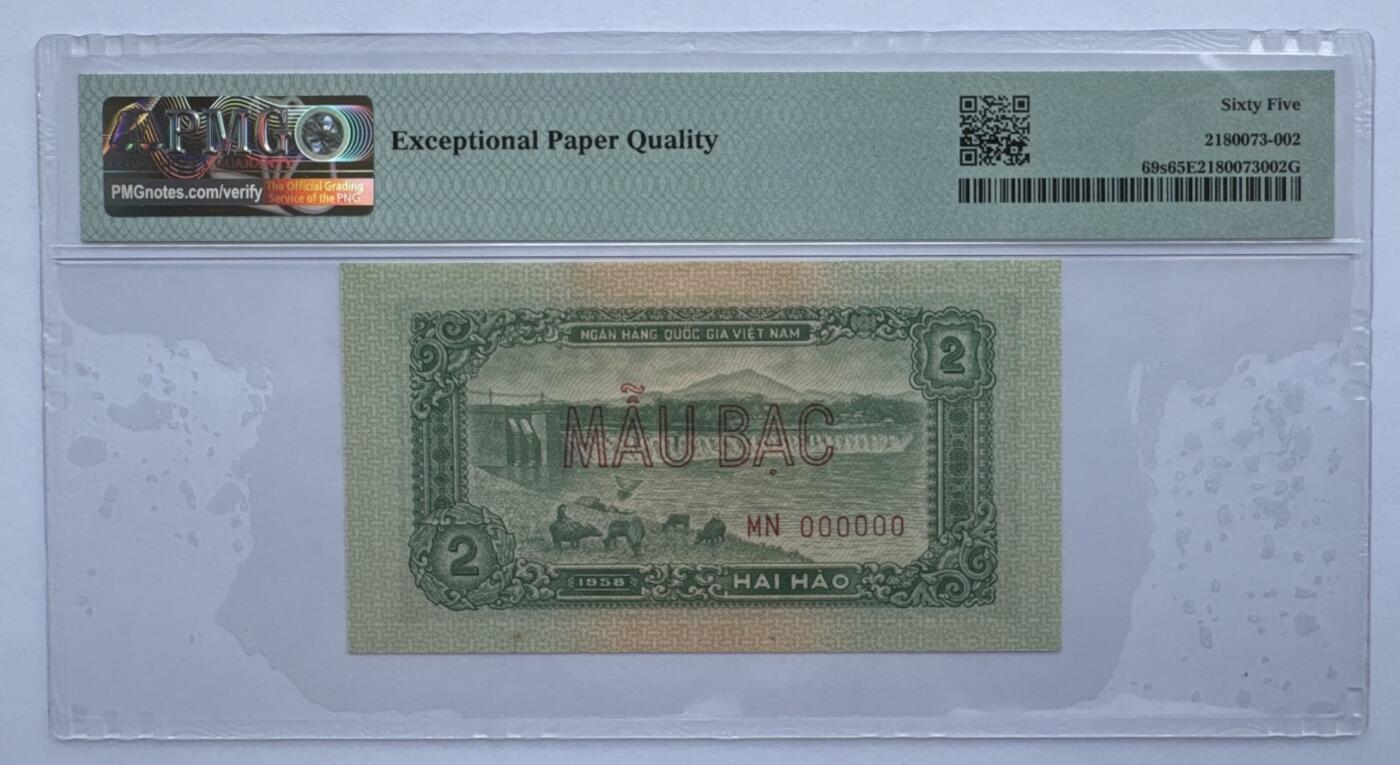 PMG
PMGnotes.com/verify
The Official Grading
Service of the PNG
Exceptional Paper Quality
Sixty Five
2180073-002
69s65E2180073002G
NGÂN HÀNG QUỐC GIA VIỆT NAM
2
MẪU BẠC
MN 000000
2
1958
HAI HÀO